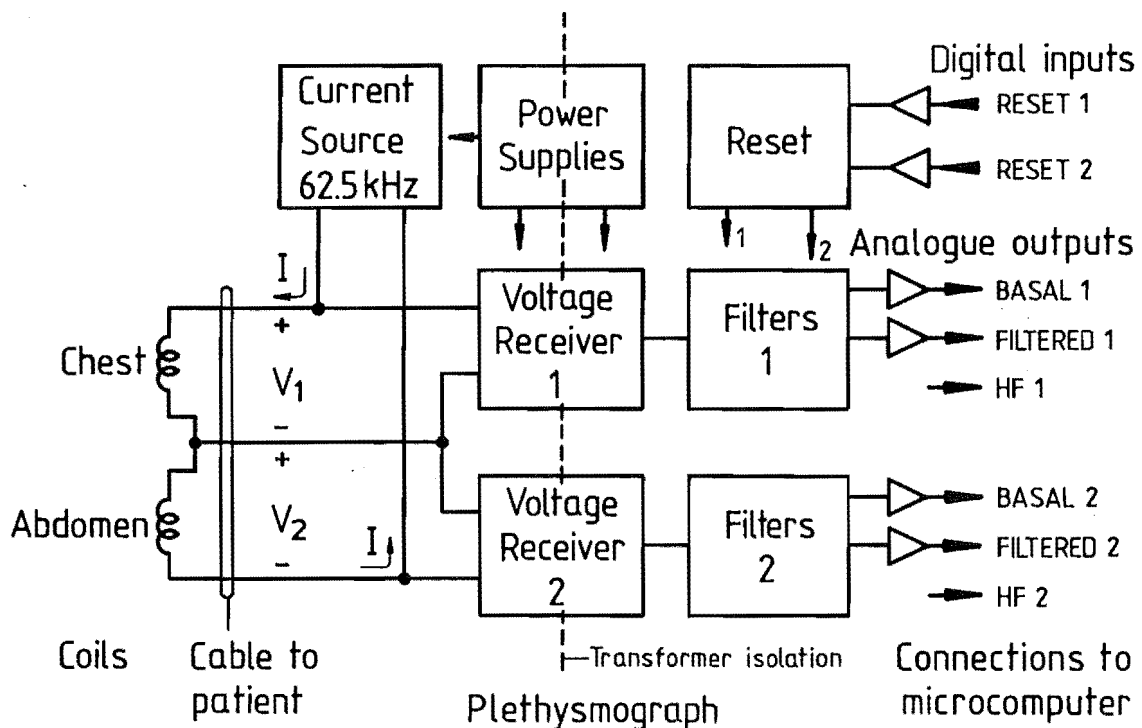 Current
Source
62.5kHz
Power
Supplies
Reset
Digital inputs
RESET 1
RESET 2
1
2
Analogue outputs
I
Chest
+
V1
-
+
V2
-
I
Abdomen
Voltage
Receiver
1
Filters
1
BASAL 1
FILTERED 1
HF 1
Voltage
Receiver
2
Filters
2
BASAL 2
FILTERED 2
HF 2
Coils
Cable to
patient
Transformer isolation
Plethysmograph
Connections to
microcomputer